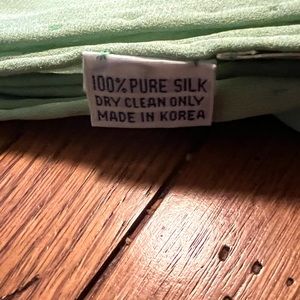 100% PURE SILK
DRY CLEAN ONLY
MADE IN KOREA